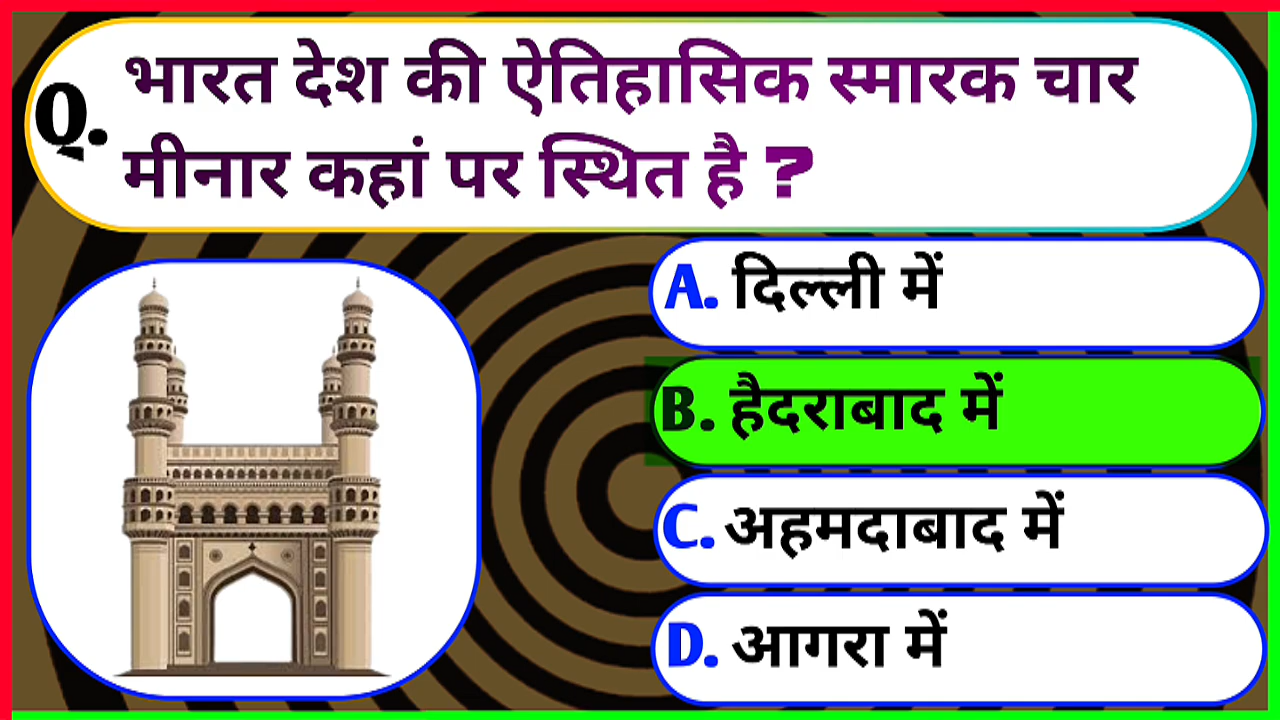 Q. भारत देश की ऐतिहासिक स्मारक चार
मीनार कहां पर स्थित है ?
A. दिल्ली में
B. हैदराबाद में
C. अहमदाबाद में
D. आगरा में